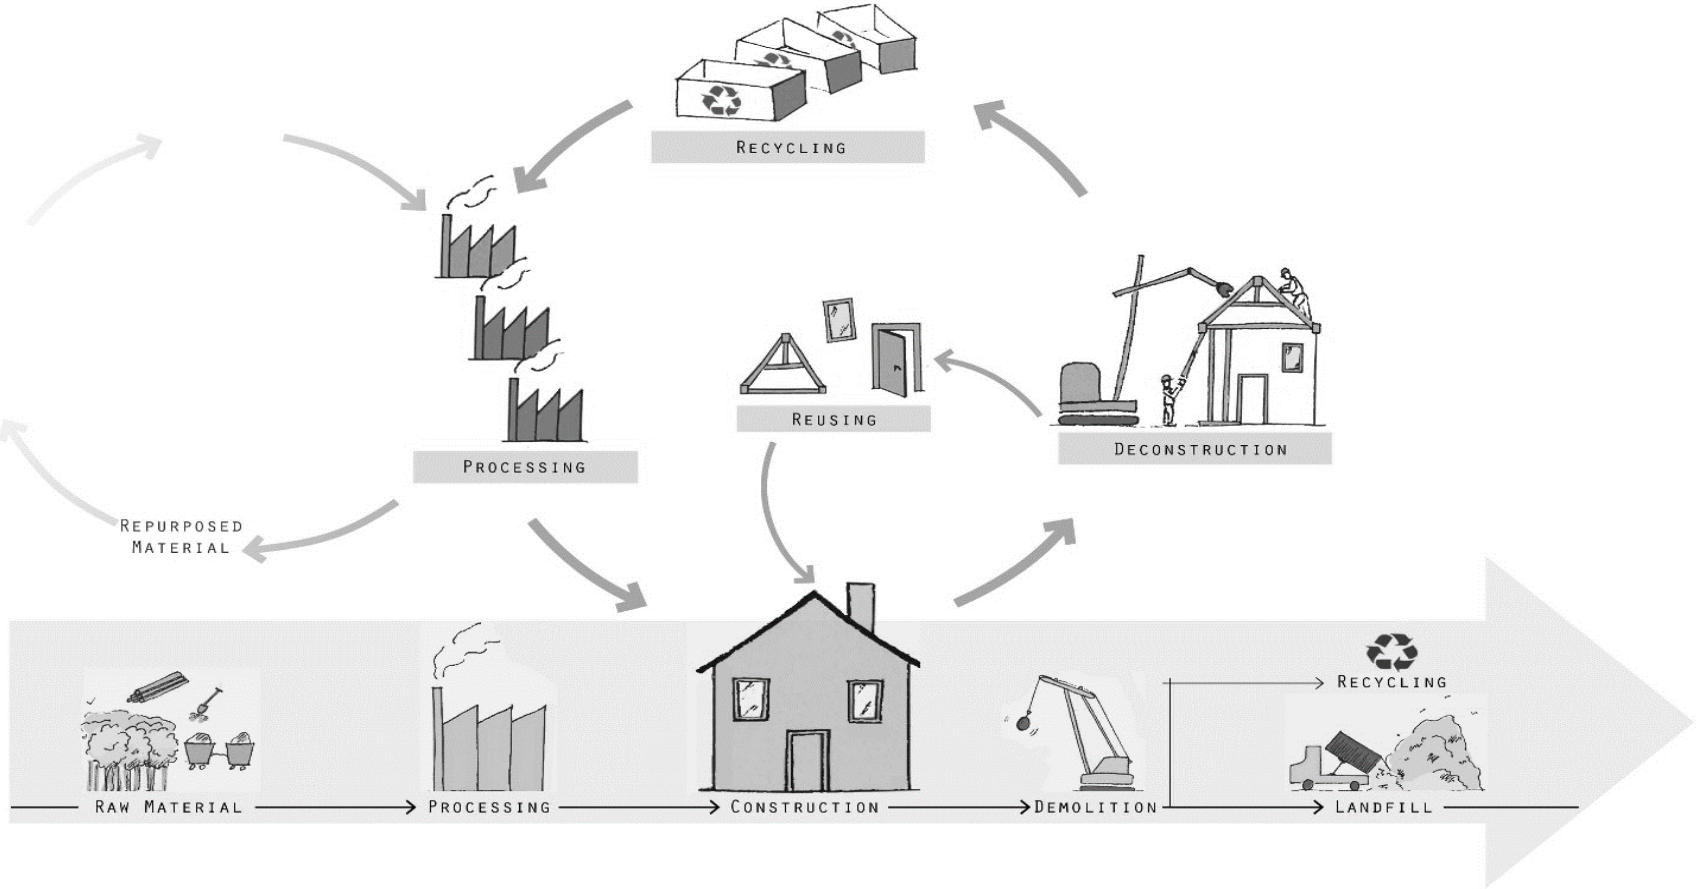 RECYCLING
REUSING
DECONSTRUCTION
PROCESSING
REPURPOSED
MATERIAL
RECYCLING
RAW MATERIAL
PROCESSING
CONSTRUCTION
DEMOLITION
LANDFILL